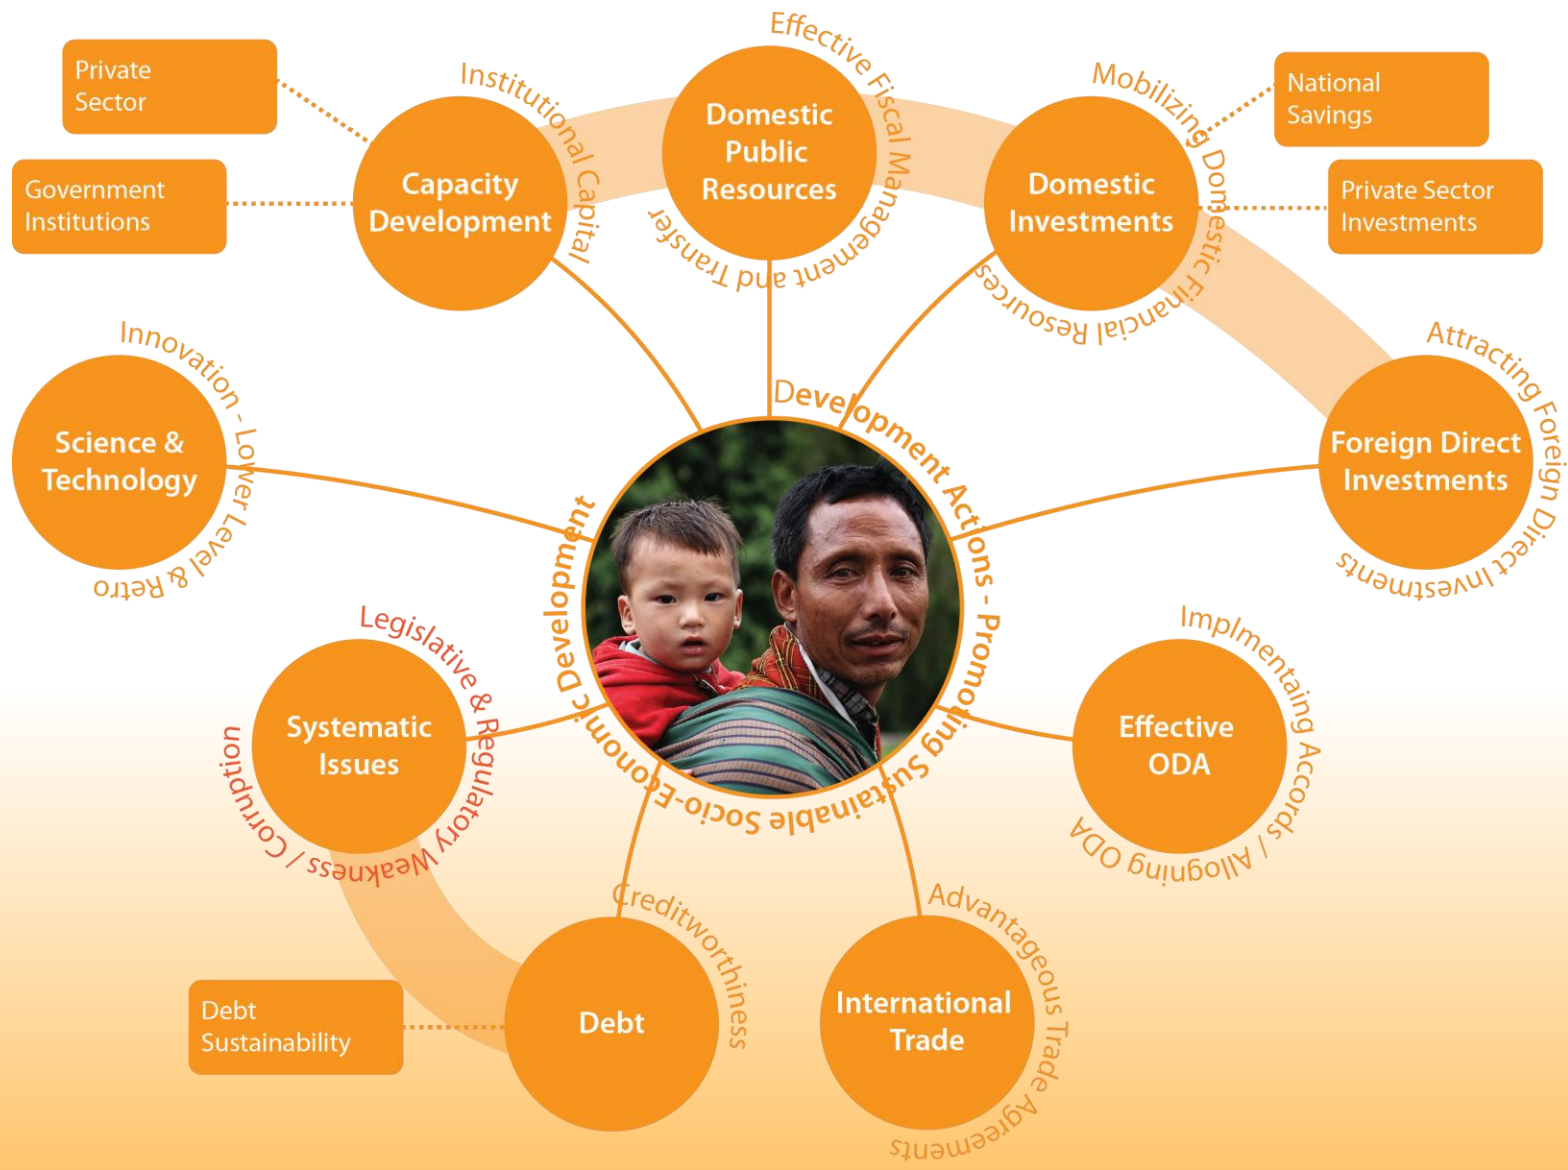 Private
Sector
Government
Institutions
Institutional Capital
Capacity
Development
Effective Fiscal Management and Transfer
Domestic
Public
Resources
Mobilizing Domestic Financial Resources
Domestic
Investments
National
Savings
Private Sector
Investments
Innovation - Lower Level & Retro
Science &
Technology
Attracting Foreign Direct Investments
Foreign Direct
Investments
Development Actions - Promoting Sustainable Socio-Economic Development
Legislative & Regulatory Weakness / Corruption
Systematic
Issues
Implmentaing Accords / Allogning ODA
Effective
ODA
Creditworthiness
Debt
Debt
Sustainability
Advantageous Trade Agreements
International
Trade